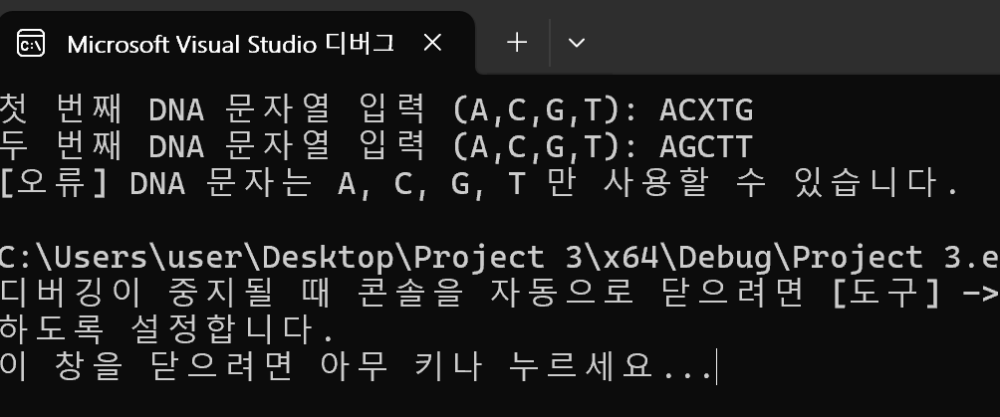 Microsoft Visual Studio 디버그
첫 번째 DNA 문자열 입력 (A,C,G,T): ACXTG
두 번째 DNA 문자열 입력 (A,C,G,T): AGCTT
[오류] DNA 문자는 A, C, G, T 만 사용할 수 있습니다.
C:\Users\user\Desktop\Project 3\x64\Debug\Project 3.e
디버깅이 중지될 때 콘솔을 자동으로 닫으려면 [도구] ->
하도록 설정합니다.
이 창을 닫으려면 아무 키나 누르세요...